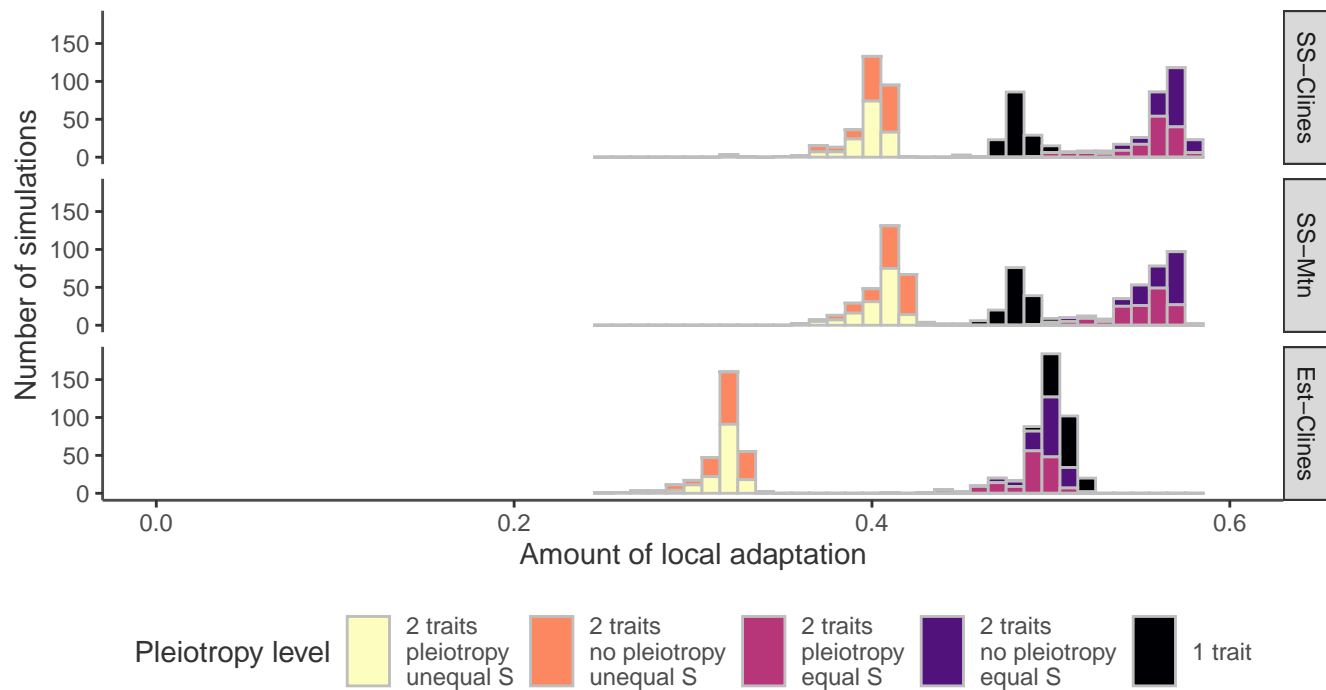 Number of simulations
150
100
50
0
SS−Clines
150
100
50
0
SS−Mtn
150
100
50
0
Est−Clines
0.0
0.2
0.4
0.6
Amount of local adaptation
Pleiotropy level
2 traits
pleiotropy
unequal S
2 traits
no pleiotropy
unequal S
2 traits
pleiotropy
equal S
2 traits
no pleiotropy
equal S
1 trait